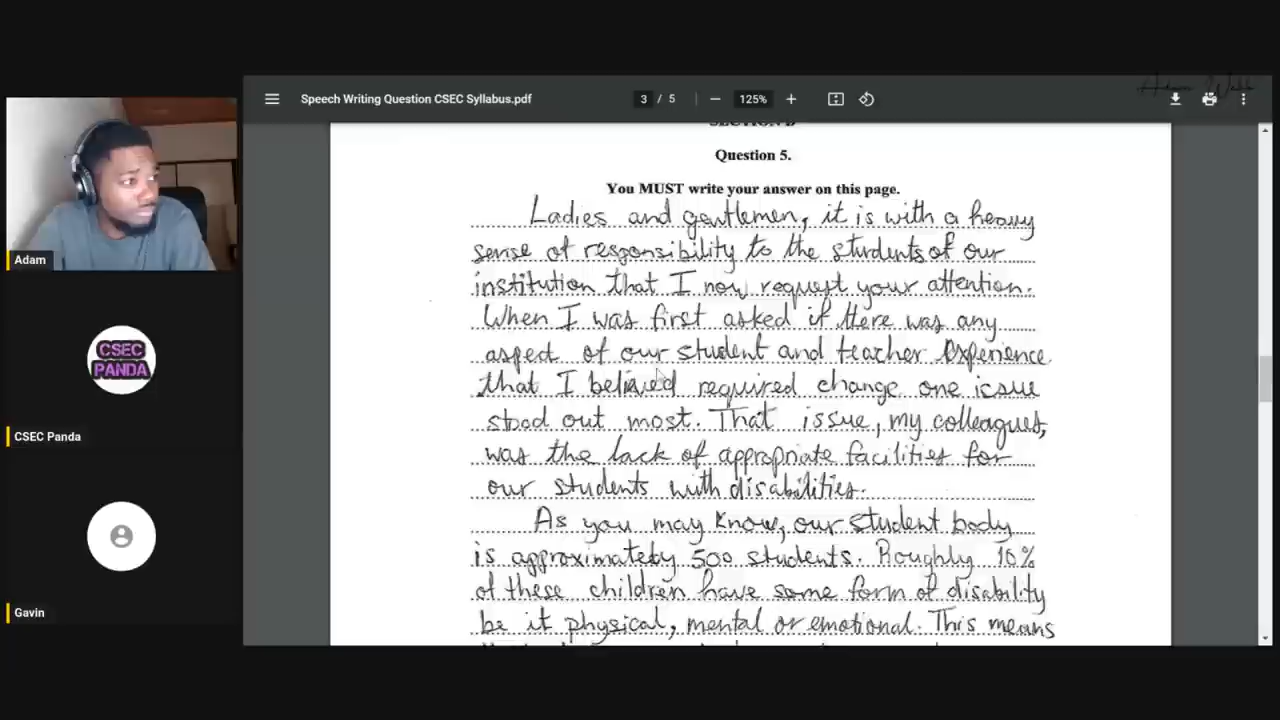 Speech Writing Question CSEC Syllabus.pdf
3 / 5
125%
Question 5.
You MUST write your answer on this page.
Ladies and gentlemen, it is with a heavy
sense of responsibility to the students of our
institution that I now request your attention.
When I was first asked if there was any
aspect of our student and teacher experience
that I believed required change one issue
stood out most. That issue, my colleagues,
was the lack of appropriate facilities for
our students with disabilities.
As you may know, our student body
is approximately 500 students. Roughly 10%
of these children have some form of disability
be it physical, mental or emotional. This means
Adam
CSEC
PANDA
CSEC Panda
Gavin